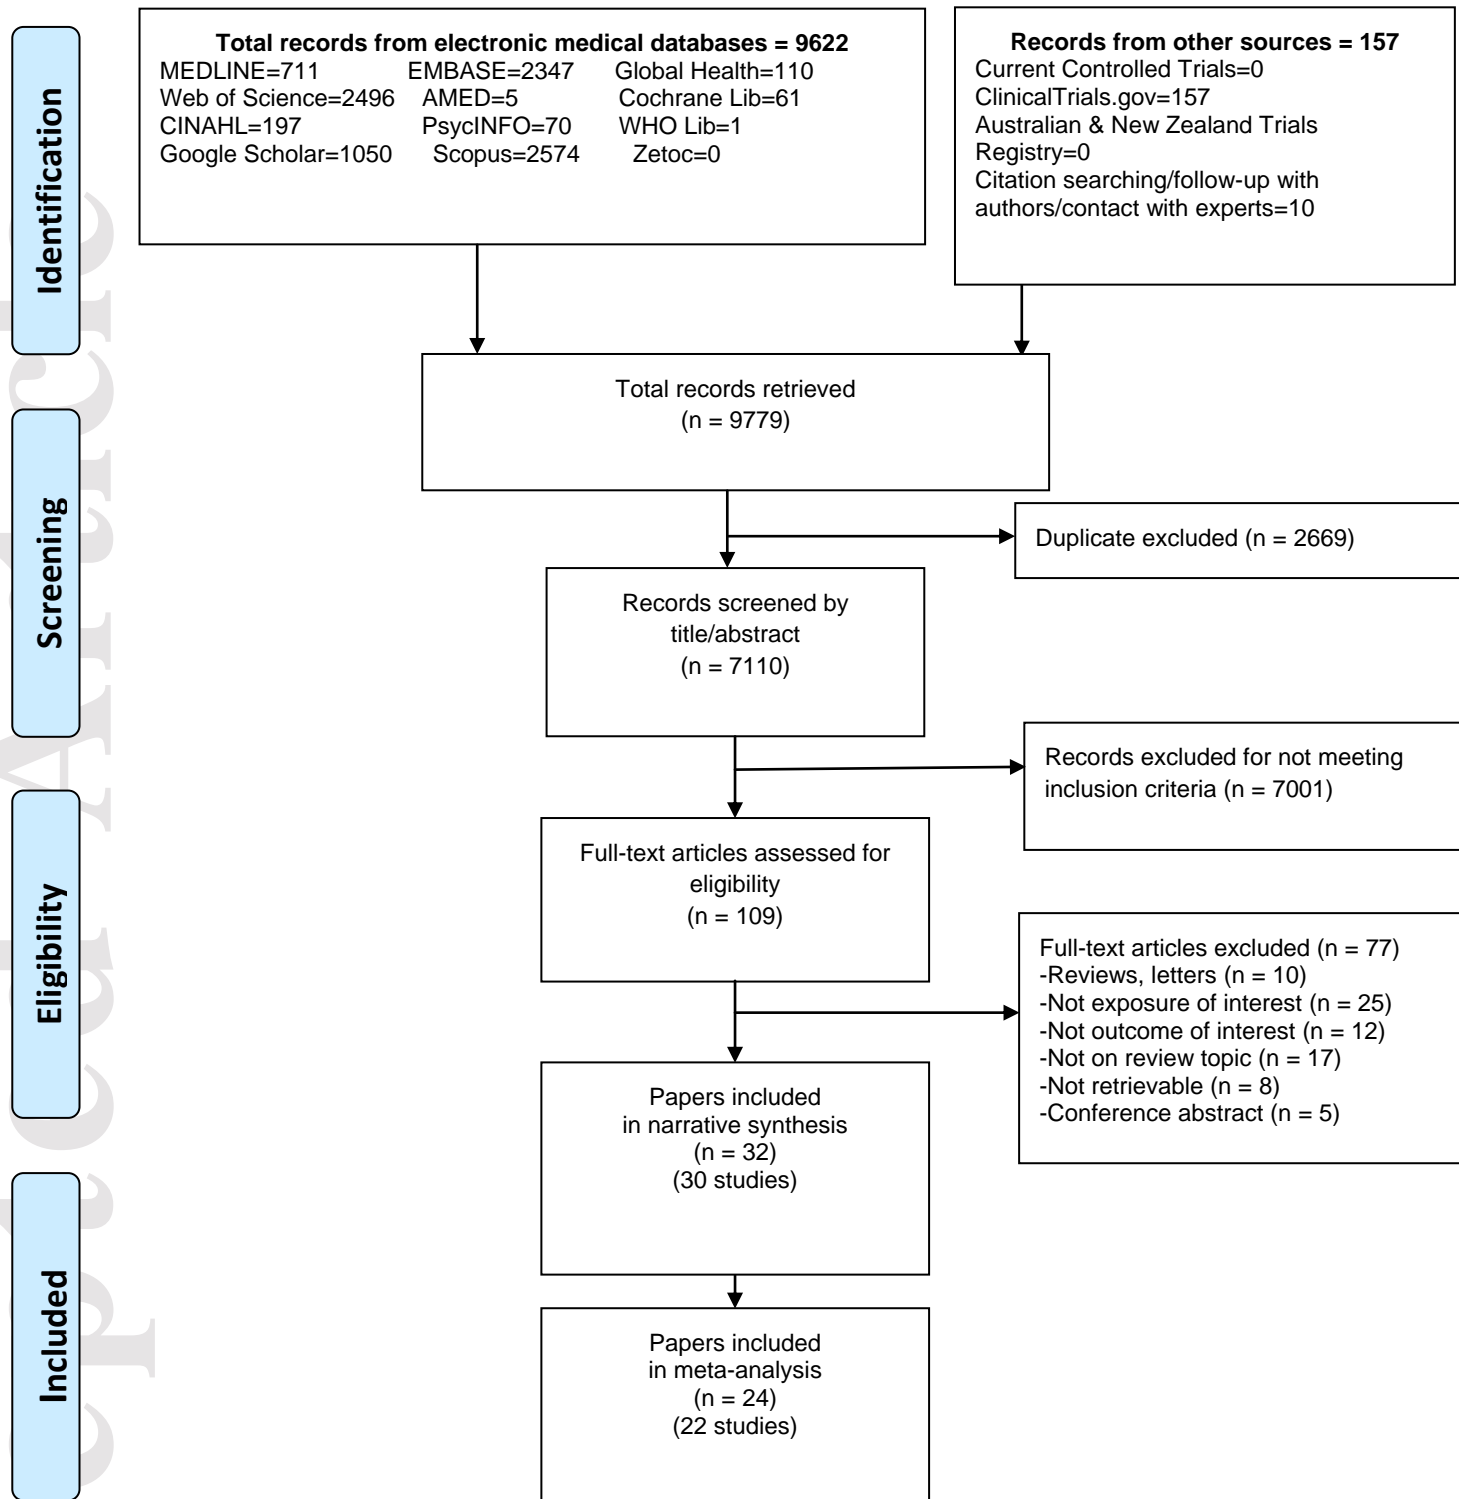 Identification
Total records from electronic medical databases = 9622
MEDLINE=711 EMBASE=2347 Global Health=110
Web of Science=2496 AMED=5 Cochrane Lib=61
CINAHL=197 PsycINFO=70 WHO Lib=1
Google Scholar=1050 Scopus=2574 Zetoc=0
Records from other sources = 157
Current Controlled Trials=0
ClinicalTrials.gov=157
Australian & New Zealand Trials
Registry=0
Citation searching/follow-up with
authors/contact with experts=10
Total records retrieved
(n = 9779)
Screening
Duplicate excluded (n = 2669)
Records screened by
title/abstract
(n = 7110)
Records excluded for not meeting
inclusion criteria (n = 7001)
Eligibility
Full-text articles assessed for
eligibility
(n = 109)
Full-text articles excluded (n = 77)
-Reviews, letters (n = 10)
-Not exposure of interest (n = 25)
-Not outcome of interest (n = 12)
-Not on review topic (n = 17)
-Not retrievable (n = 8)
-Conference abstract (n = 5)
Papers included
in narrative synthesis
(n = 32)
(30 studies)
Included
Papers included
in meta-analysis
(n = 24)
(22 studies)